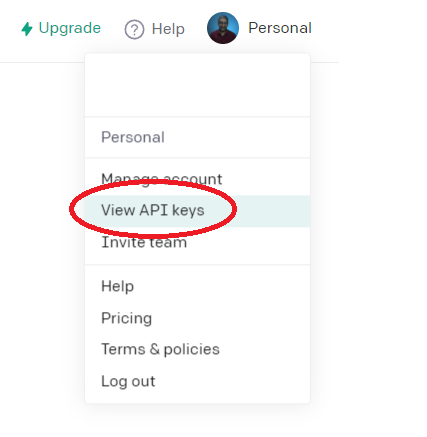 Upgrade Help Personal
Personal
Manage account
View API keys
Invite team
Help
Pricing
Terms & policies
Log out